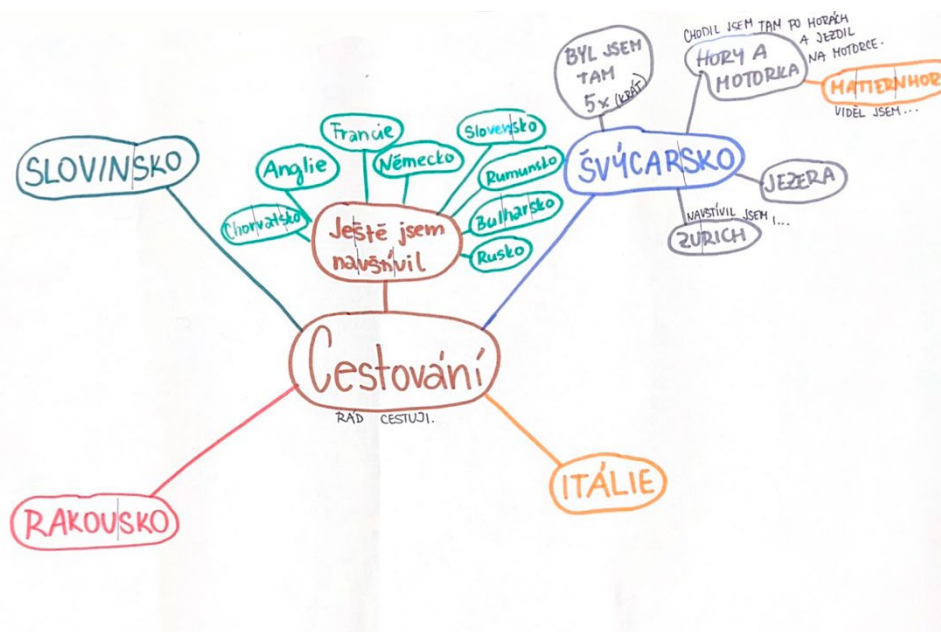 CHODIL JSEM TAM PO HORÁCH
A JEZDIL
NA MOTORCE.
BYL JSEM
TAM
5x (KRÁT)
HORY A
MOTORKA
MATTERNHOR
VIDĚL JSEM...
Francie
Slovensko
Anglie
Německo
Rumunsko
SLOVINSKO
ŠVÝCARSKO
JEZERA
Chorvatsko
Ještě jsem
navštívil
Bulharsko
Rusko
NAVŠTÍVIL JSEM I...
ZURICH
Cestování
RÁD CESTUJI.
ITÁLIE
RAKOUSKO